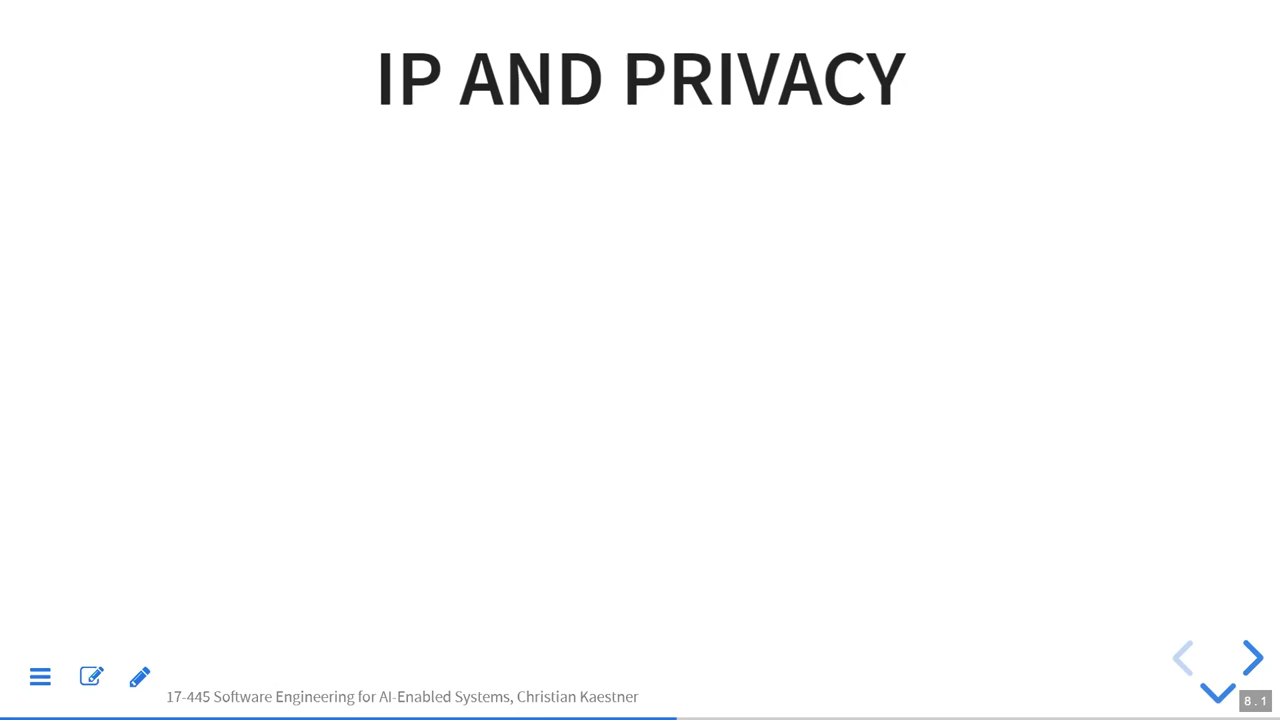 IP AND PRIVACY
17-445 Software Engineering for AI-Enabled Systems, Christian Kaestner
8 . 1